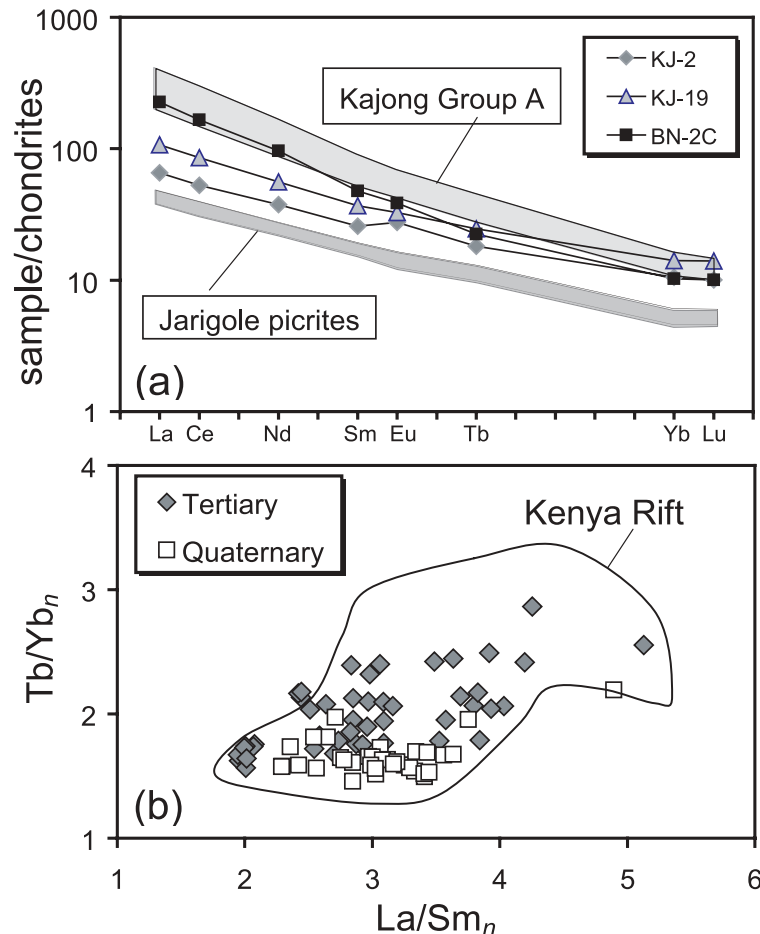 1000
100
10
1
sample/chondrites
KJ-2
KJ-19
BN-2C
Kajong Group A
Jarigole picrites
(a)
La Ce Nd Sm Eu Tb Yb Lu
4
3
2
1
Tb/Ybn
Tertiary
Quaternary
Kenya Rift
(b)
1 2 3 4 5 6
La/Smn